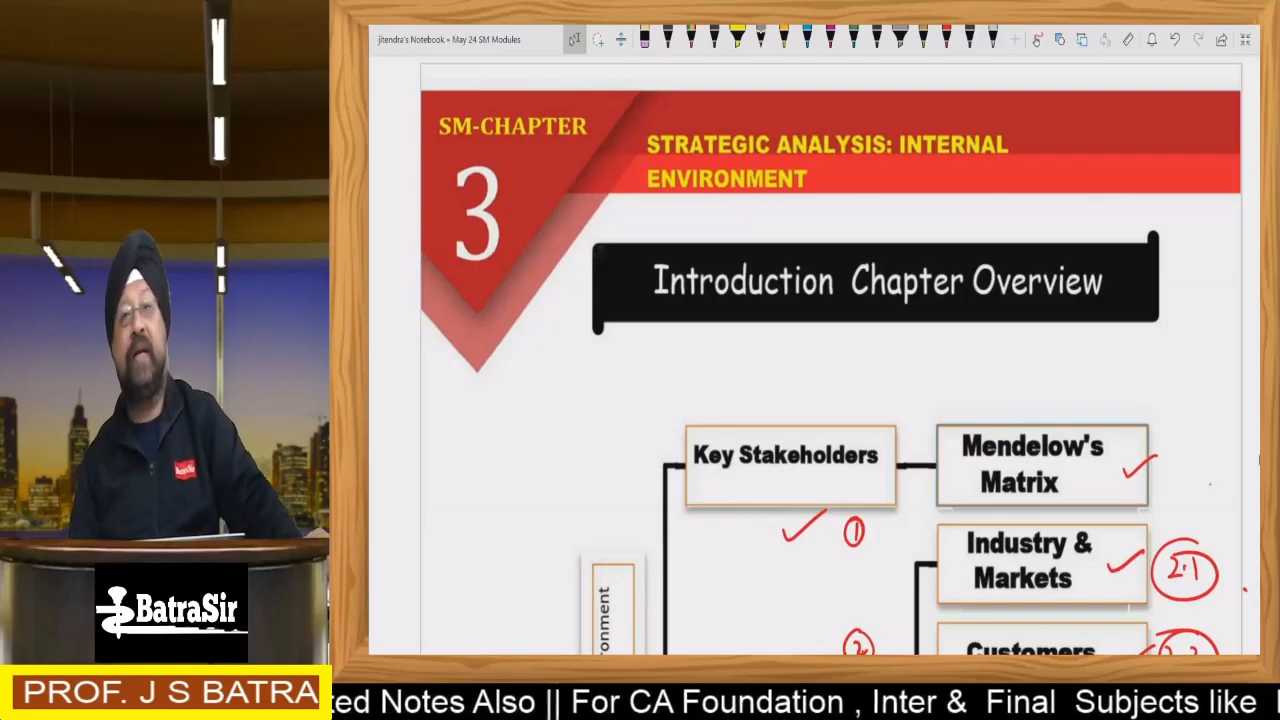 jitendra's Notebook » May 24 SM Modules
SM-CHAPTER
3
STRATEGIC ANALYSIS: INTERNAL
ENVIRONMENT
Introduction Chapter Overview
Key Stakeholders
Mendelow's
Matrix
1
Industry &
Markets
2.1
ronment
2
Customers
BatraSir
BatraSir
PROF. J S BATRA
ted Notes Also || For CA Foundation , Inter & Final Subjects like